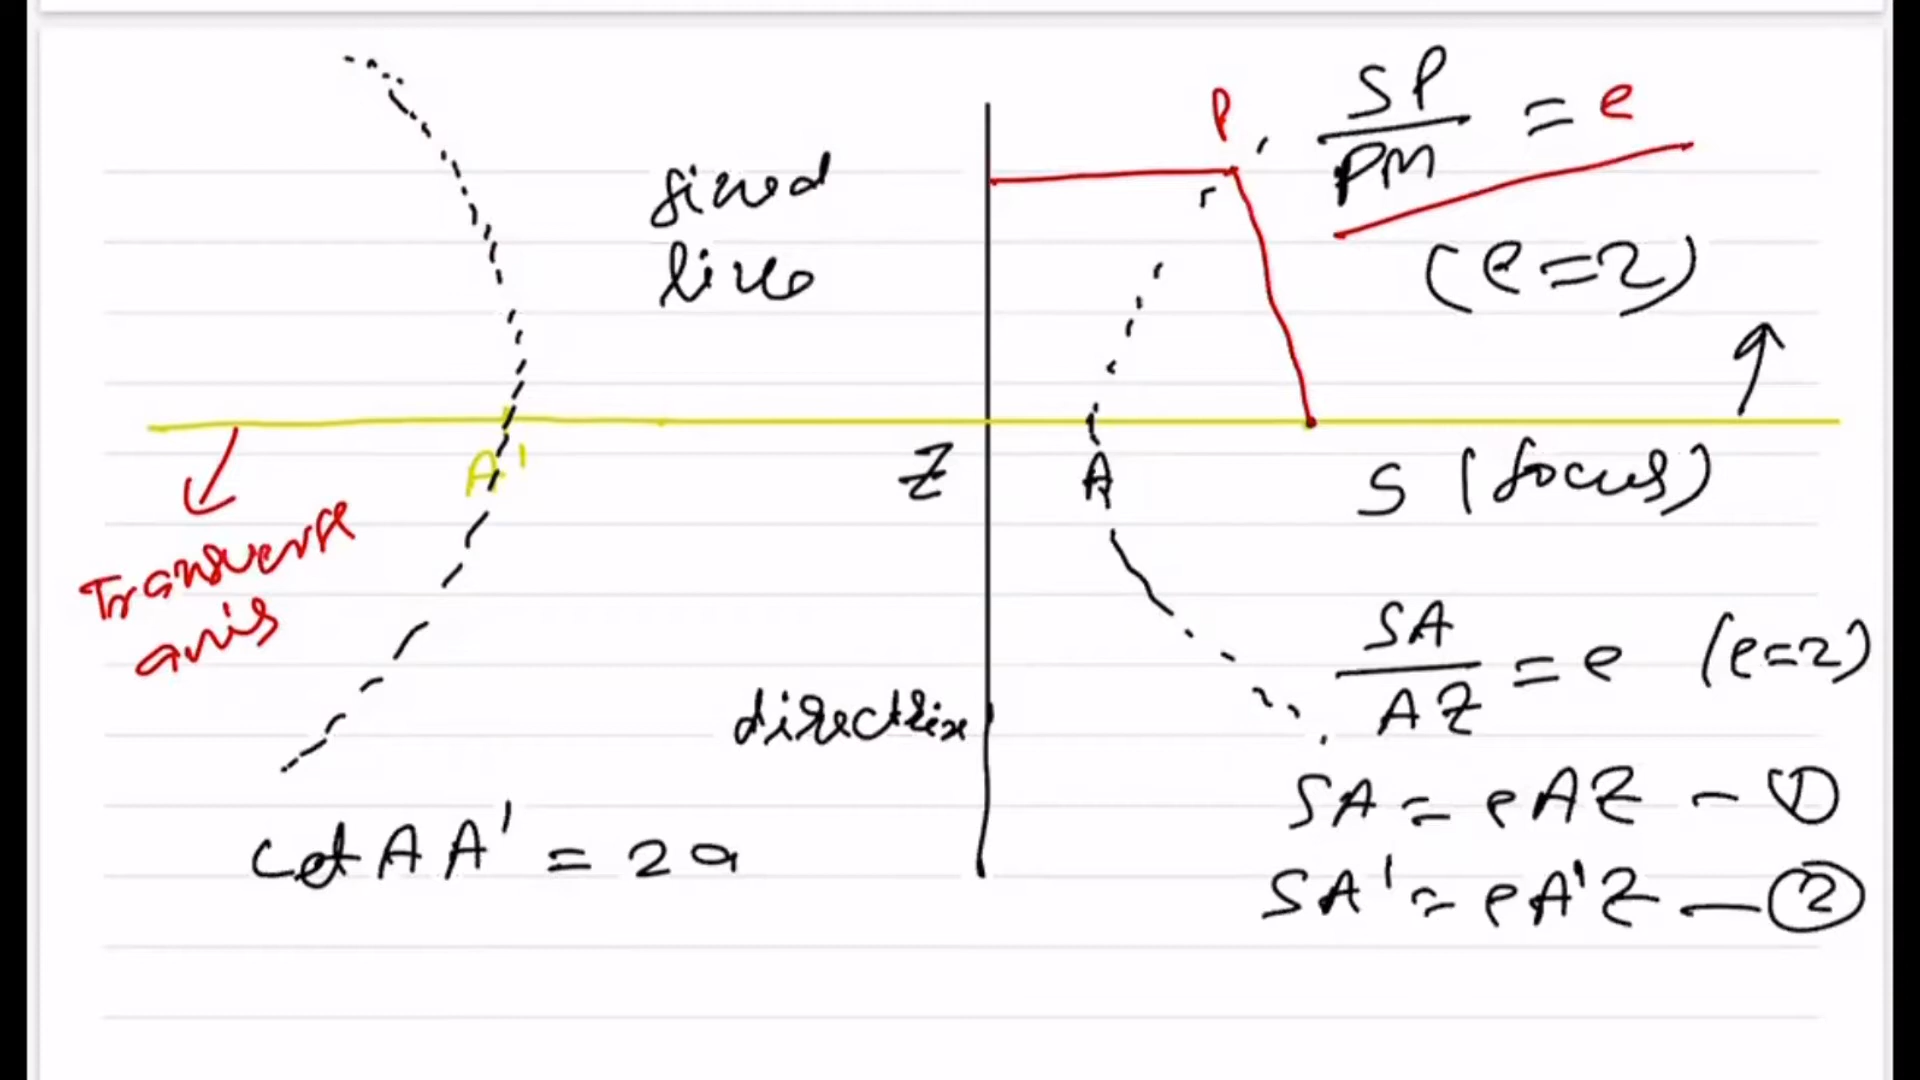 P
SP
PM
= e
fixed
line
(e=2)
A'
Z
A
S (focus)
Transverse
axis
SA
AZ
= e (e=2)
directrix
SA = eAZ - ①
Let AA' = 2a
SA' = eA'Z — ②